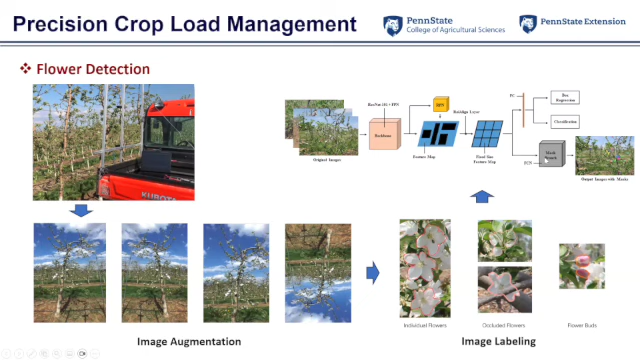 Precision Crop Load Management
PennState
College of Agricultural Sciences
PennState Extension
❖ Flower Detection
KUBOTA
ResNet-101 + FPN
Backbone
RPN
RoIAlign Layer
Original Images
Feature Map
Fixed Size
Feature Map
FC
Box
Regression
Classification
FCN
Mask
Branch
Output Images with Masks
Individual Flowers
Occluded Flowers
Flower Buds
Image Augmentation
Image Labeling